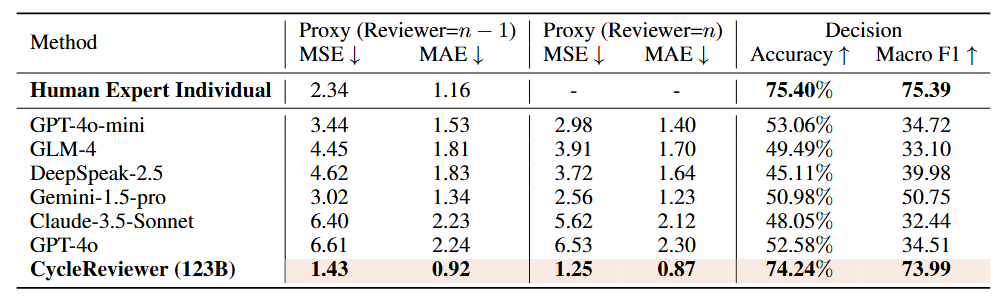 Method Proxy (Reviewer=n − 1) Proxy (Reviewer=n) Decision
MSE ↓ MAE ↓ MSE ↓ MAE ↓ Accuracy ↑ Macro F1 ↑
Human Expert Individual 2.34 1.16 - - 75.40% 75.39
GPT-4o-mini 3.44 1.53 2.98 1.40 53.06% 34.72
GLM-4 4.45 1.81 3.91 1.70 49.49% 33.10
DeepSpeak-2.5 4.62 1.83 3.72 1.64 45.11% 39.98
Gemini-1.5-pro 3.02 1.34 2.56 1.23 50.98% 50.75
Claude-3.5-Sonnet 6.40 2.23 5.62 2.12 48.05% 32.44
GPT-4o 6.61 2.24 6.53 2.30 52.58% 34.51
CycleReviewer (123B) 1.43 0.92 1.25 0.87 74.24% 73.99